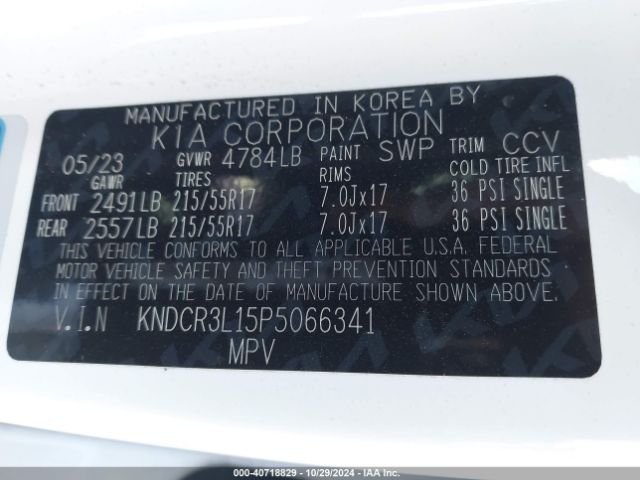 MANUFACTURED IN KOREA BY
KIA CORPORATION
05/23 GVWR 4784LB PAINT SWP TRIM CCV
GAWR TIRES RIMS COLD TIRE INFL
FRONT 2491LB 215/55R17 7.0Jx17 36 PSI SINGLE
REAR 2557LB 215/55R17 7.0Jx17 36 PSI SINGLE
THIS VEHICLE CONFORMS TO ALL APPLICABLE U.S.A. FEDERAL
MOTOR VEHICLE SAFETY AND THEFT PREVENTION STANDARDS
IN EFFECT ON THE DATE OF MANUFACTURE SHOWN ABOVE.
V.I.N KNDCR3L15P5066341
MPV
000-40718829 - 10/29/2024 - IAAI Inc.